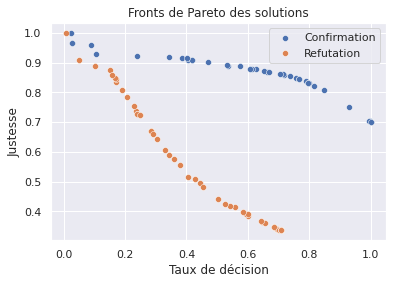 Fronts de Pareto des solutions
Confirmation
Refutation
Justesse
1.0
0.9
0.8
0.7
0.6
0.5
0.4
0.0 0.2 0.4 0.6 0.8 1.0
Taux de décision